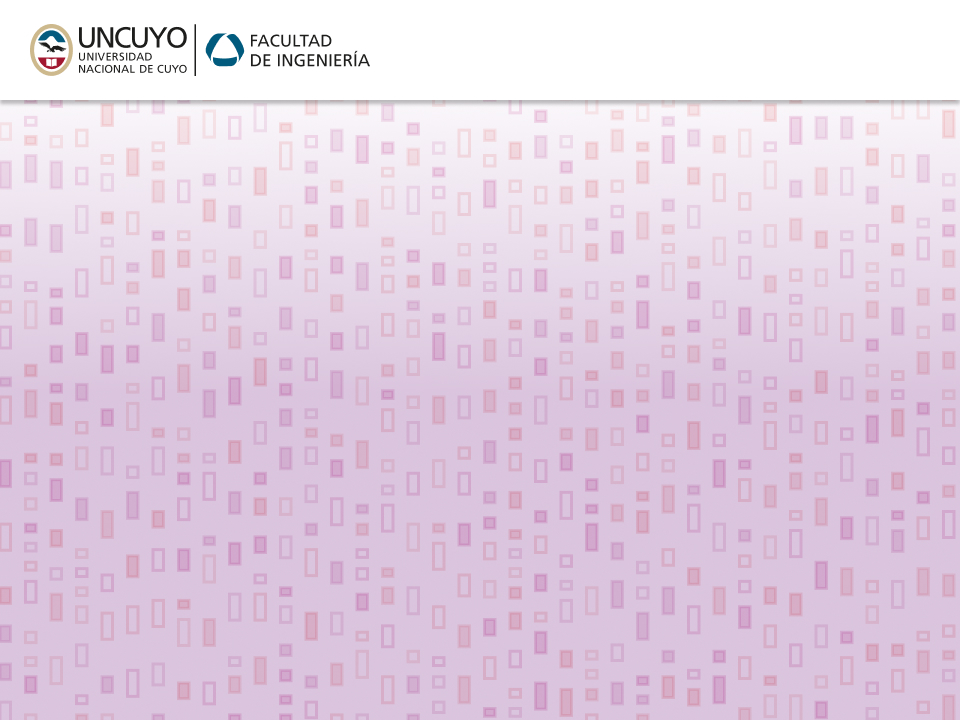 UNCUYO
UNIVERSIDAD
NACIONAL DE CUYO
FACULTAD
DE INGENIERÍA